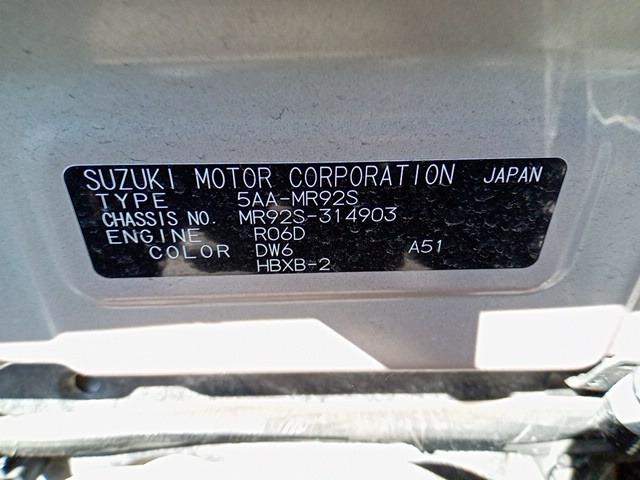 SUZUKI MOTOR CORPORATION JAPAN
TYPE 5AA-MR92S
CHASSIS NO. MR92S-314903
ENGINE R06D
COLOR DW6 A51
HBXB-2